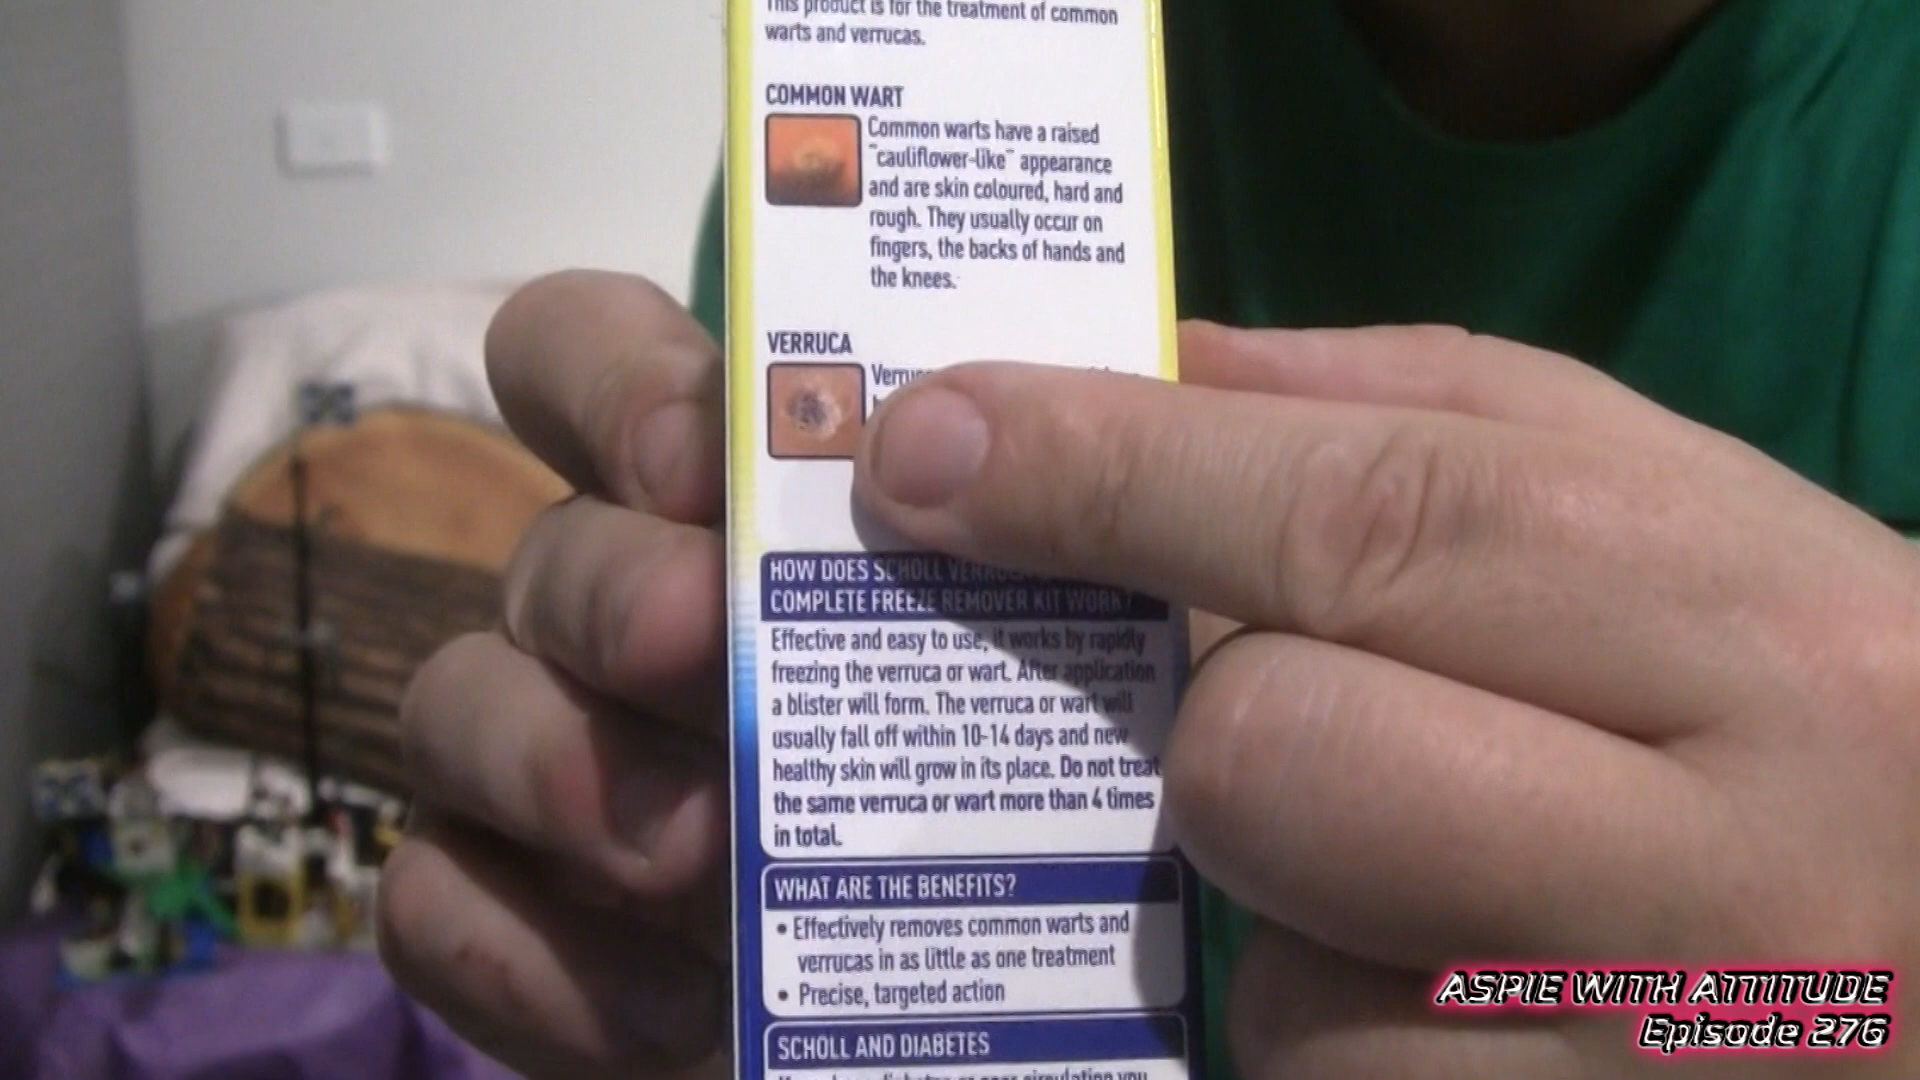 This product is for the treatment of common
warts and verrucas.
COMMON WART
Common warts have a raised
"cauliflower-like" appearance
and are skin coloured, hard and
rough. They usually occur on
fingers, the backs of hands and
the knees.
VERRUCA
HOW DOES SCHOLL
COMPLETE FREEZE REMOVER KIT WORK?
Effective and easy to use, it works by rapidly
freezing the verruca or wart. After application
a blister will form. The verruca or wart will
usually fall off within 10-14 days and new
healthy skin will grow in its place. Do not treat
the same verruca or wart more than 4 times
in total.
WHAT ARE THE BENEFITS?
• Effectively removes common warts and
verrucas in as little as one treatment
• Precise, targeted action
SCHOLL AND DIABETES
ASPIE WITH ATTITUDE
Episode 276